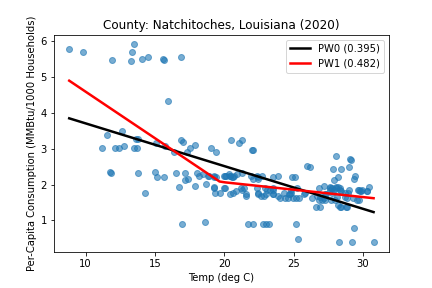 County: Natchitoches, Louisiana (2020)
Per-Capita Consumption (MMBtu/1000 Households)
6
5
4
3
2
1
PW0 (0.395)
PW1 (0.482)
10
15
20
25
30
Temp (deg C)